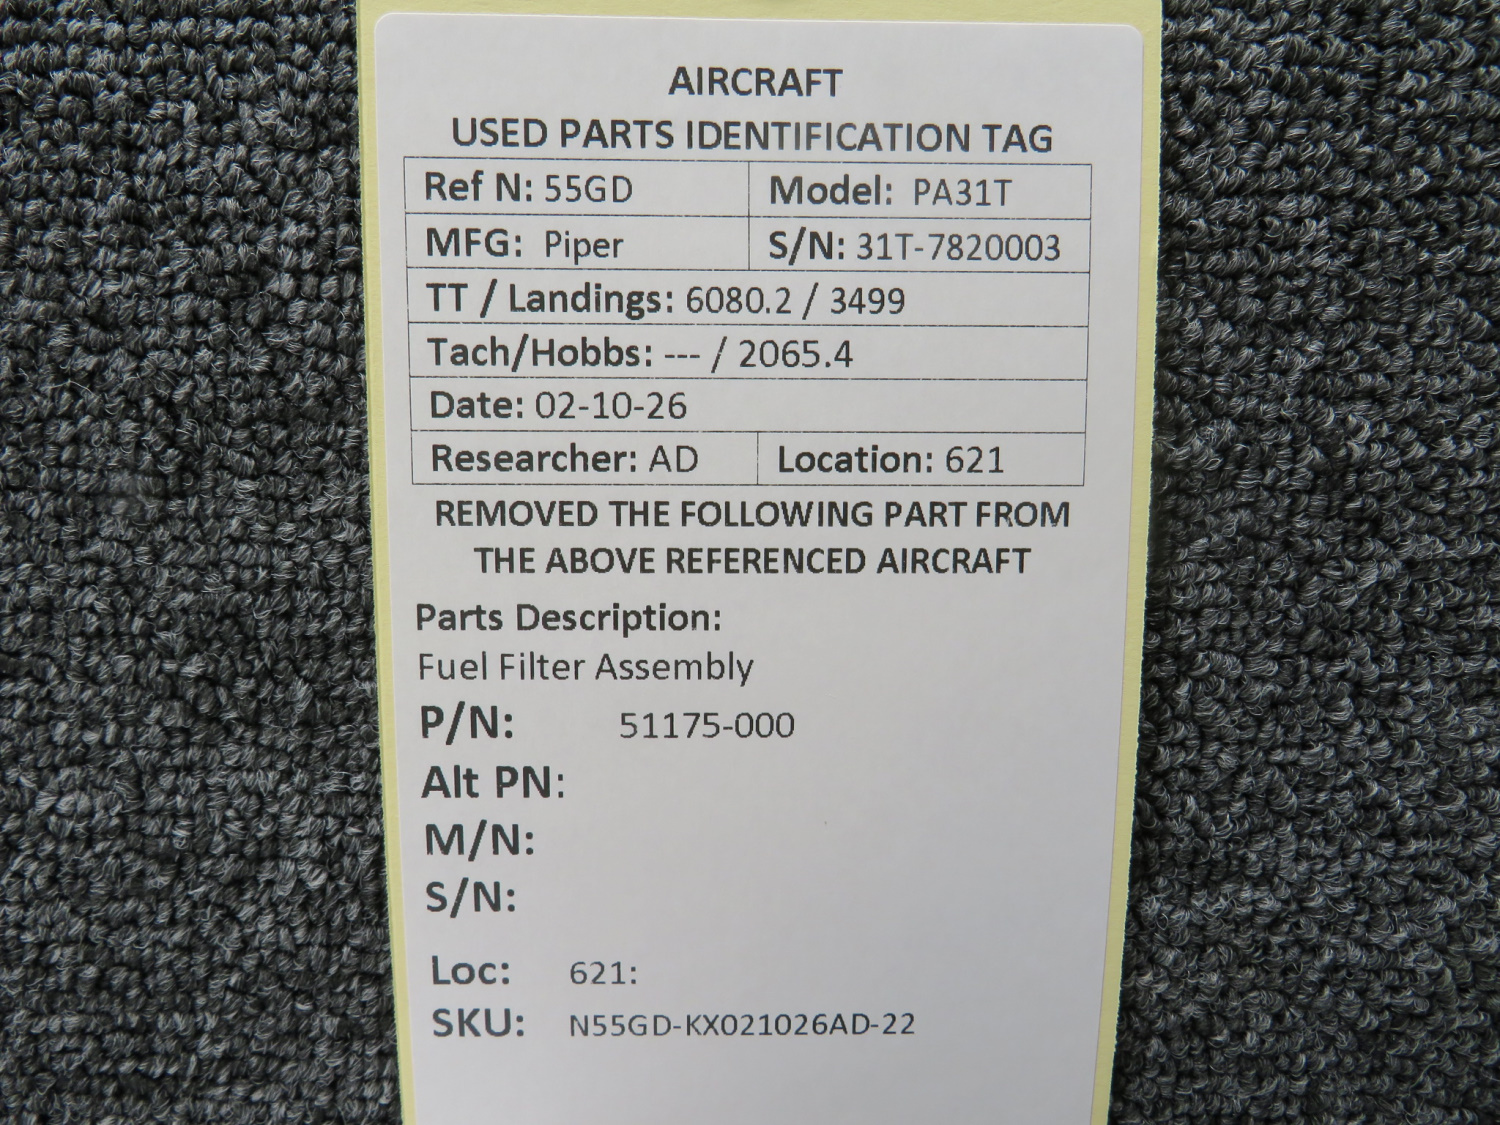 AIRCRAFT
USED PARTS IDENTIFICATION TAG
Ref N: 55GD Model: PA31T
MFG: Piper S/N: 31T-7820003
TT / Landings: 6080.2 / 3499
Tach/Hobbs: --- / 2065.4
Date: 02-10-26
Researcher: AD Location: 621
REMOVED THE FOLLOWING PART FROM
THE ABOVE REFERENCED AIRCRAFT
Parts Description:
Fuel Filter Assembly
P/N: 51175-000
Alt PN:
M/N:
S/N:
Loc: 621:
SKU: N55GD-KX021026AD-22